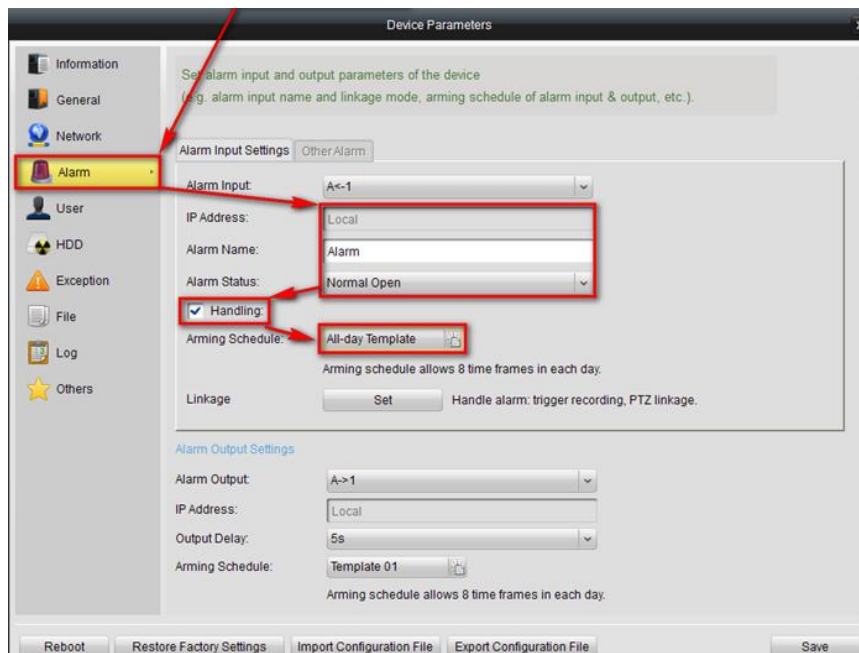 Device Parameters
Information
General
Network
Alarm
User
HDD
Exception
File
Log
Others
Set alarm input and output parameters of the device
(e.g. alarm input name and linkage mode, arming schedule of alarm input & output, etc.).
Alarm Input Settings Other Alarm
Alarm Input: A<-1
IP Address: Local
Alarm Name: Alarm
Alarm Status: Normal Open
Handling:
Arming Schedule: All-day Template
Arming schedule allows 8 time frames in each day.
Linkage Set Handle alarm: trigger recording, PTZ linkage.
Alarm Output Settings
Alarm Output: A->1
IP Address: Local
Output Delay: 5s
Arming Schedule: Template 01
Arming schedule allows 8 time frames in each day.
Reboot Restore Factory Settings Import Configuration File Export Configuration File Save